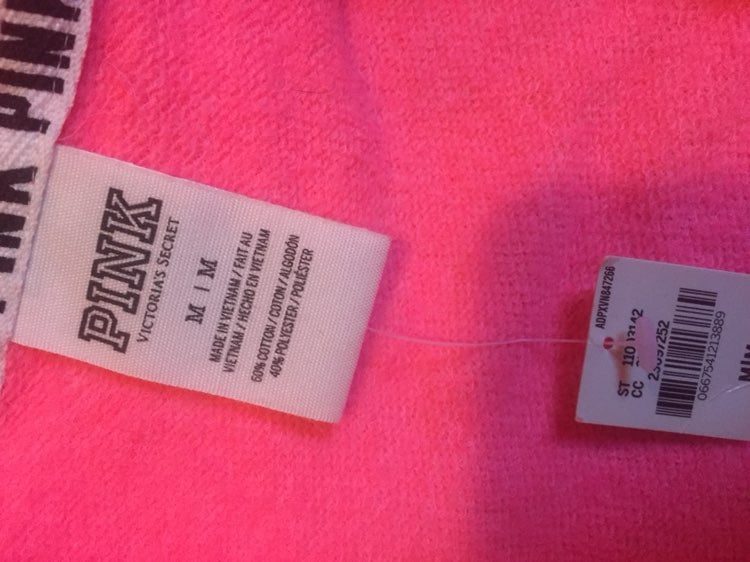 PINK PINK
PINK
VICTORIA'S SECRET
M | M
MADE IN VIETNAM / FAIT AU
VIETNAM / HECHO EN VIETNAM
60% COTTON / COTON / ALGODÓN
40% POLYESTER / POLIÉSTER
ADPXVN847266
ST
CC
0667541213889